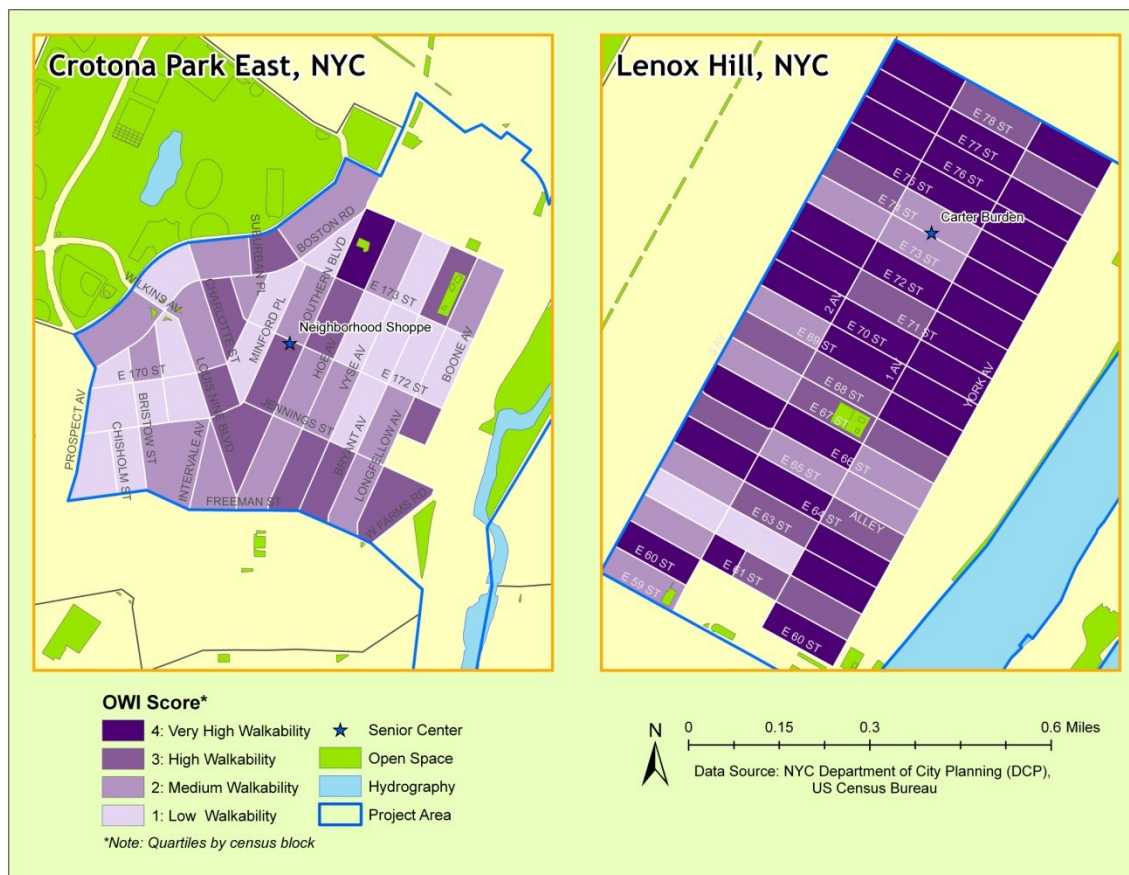 Crotona Park East, NYC
SUBURBAN PL
BOSTON RD
SOUTHERN BLVD
WILKINS AV
CHARLOTTE ST
MINFORD PL
E 173 ST
Neighborhood Shoppe
HOE AV
VYSE AV
BOONE AV
E 172 ST
E 170 ST
LOUIS NINE BLVD
JENNINGS ST
PROSPECT AV
BRISTOW ST
CHISHOLM ST
INTERVALE AV
BRYANT AV
LONGFELLOW AV
FREEMAN ST
W FARMS RD
Lenox Hill, NYC
E 78 ST
E 77 ST
E 76 ST
E 75 ST
E 74 ST
Carter Burden
E 73 ST
E 72 ST
2 AV
E 71 ST
E 70 ST
3 AV
E 69 ST
1 AV
YORK AV
E 68 ST
E 67 ST
E 66 ST
E 65 ST
E 64 ST
ALLEY
E 63 ST
E 61 ST
E 60 ST
E 59 ST
E 60 ST
OWI Score*
4: Very High Walkability
3: High Walkability
2: Medium Walkability
1: Low Walkability
*Note: Quartiles by census block
Senior Center
Open Space
Hydrography
Project Area
N
0 0.15 0.3 0.6 Miles
Data Source: NYC Department of City Planning (DCP),
US Census Bureau